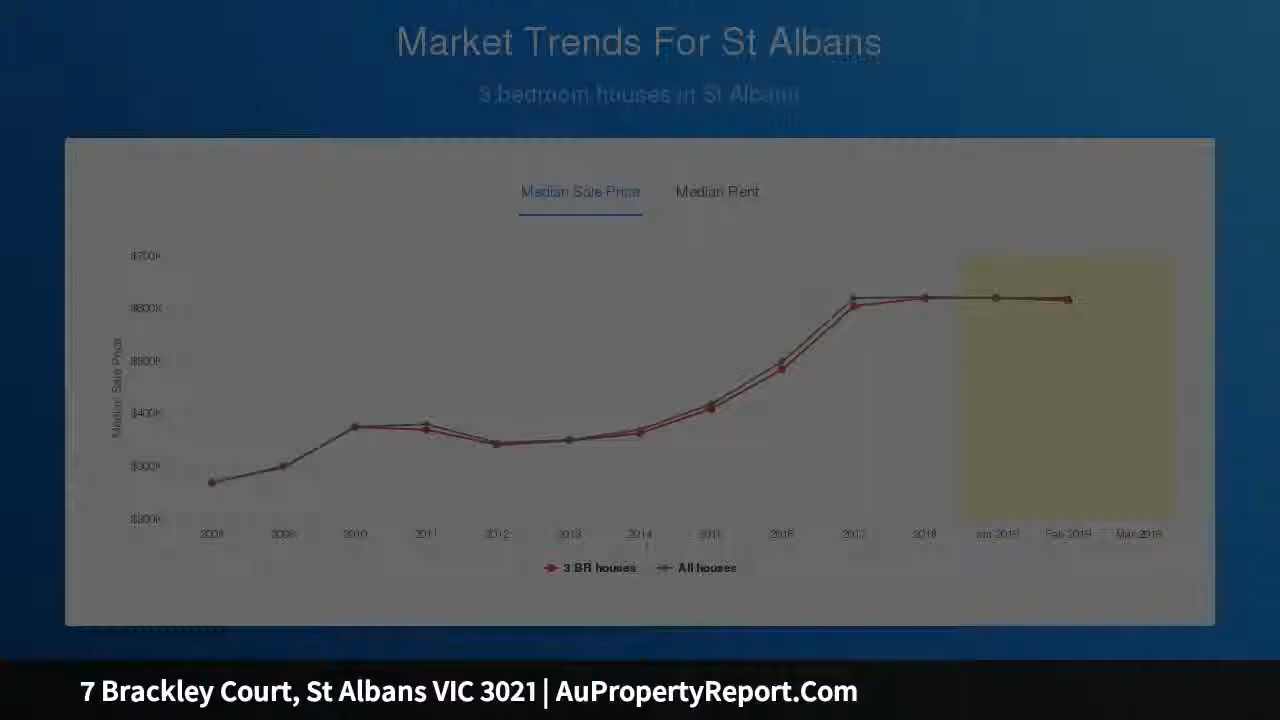 Market Trends For St Albans
3 bedroom houses in St Albans
Median Sale Price Median Rent
$700K
$600K
$500K
$400K
$300K
$200K
Median Sale Price
2008 2009 2010 2011 2012 2013 2014 2015 2016 2017 2018 Jan 2019 Feb 2019 Mar 2019
3 BR houses All houses
7 Brackley Court, St Albans VIC 3021 | AuPropertyReport.Com